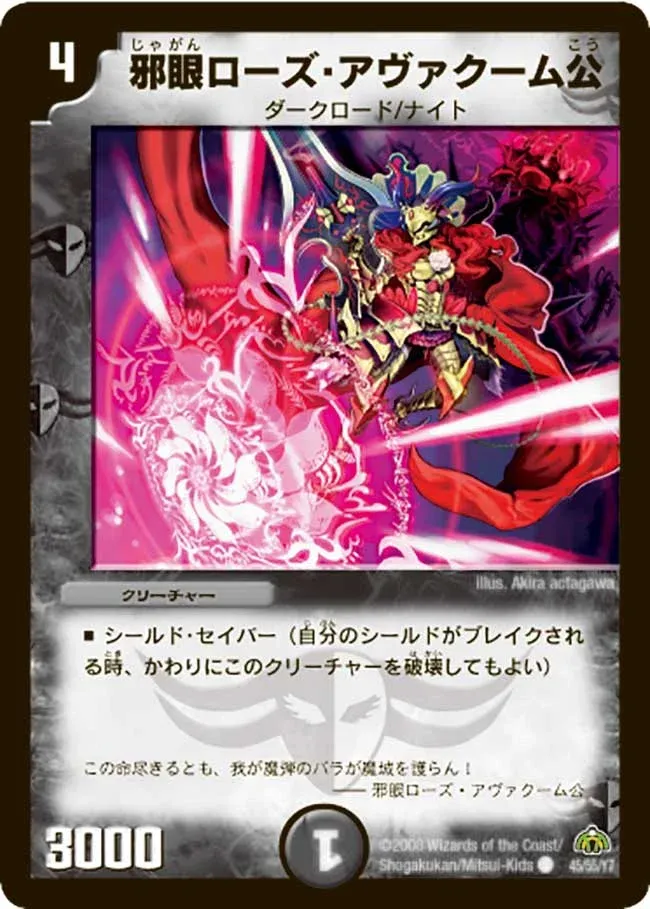 4
じゃがん こう
邪眼ローズ・アヴァクーム公
ダークロード/ナイト
illus. Akira actagawa
クリーチャー
■ シールド・セイバー（自分のシールドがブレイクされ
る時、かわりにこのクリーチャーを破壊してもよい）
この命尽きるとも、我が魔弾のバラが魔城を護らん！
── 邪眼ローズ・アヴァクーム公
3000
1
©2008 Wizards of the Coast/
Shogakukan/Mitsui-Kids
45/55/Y7